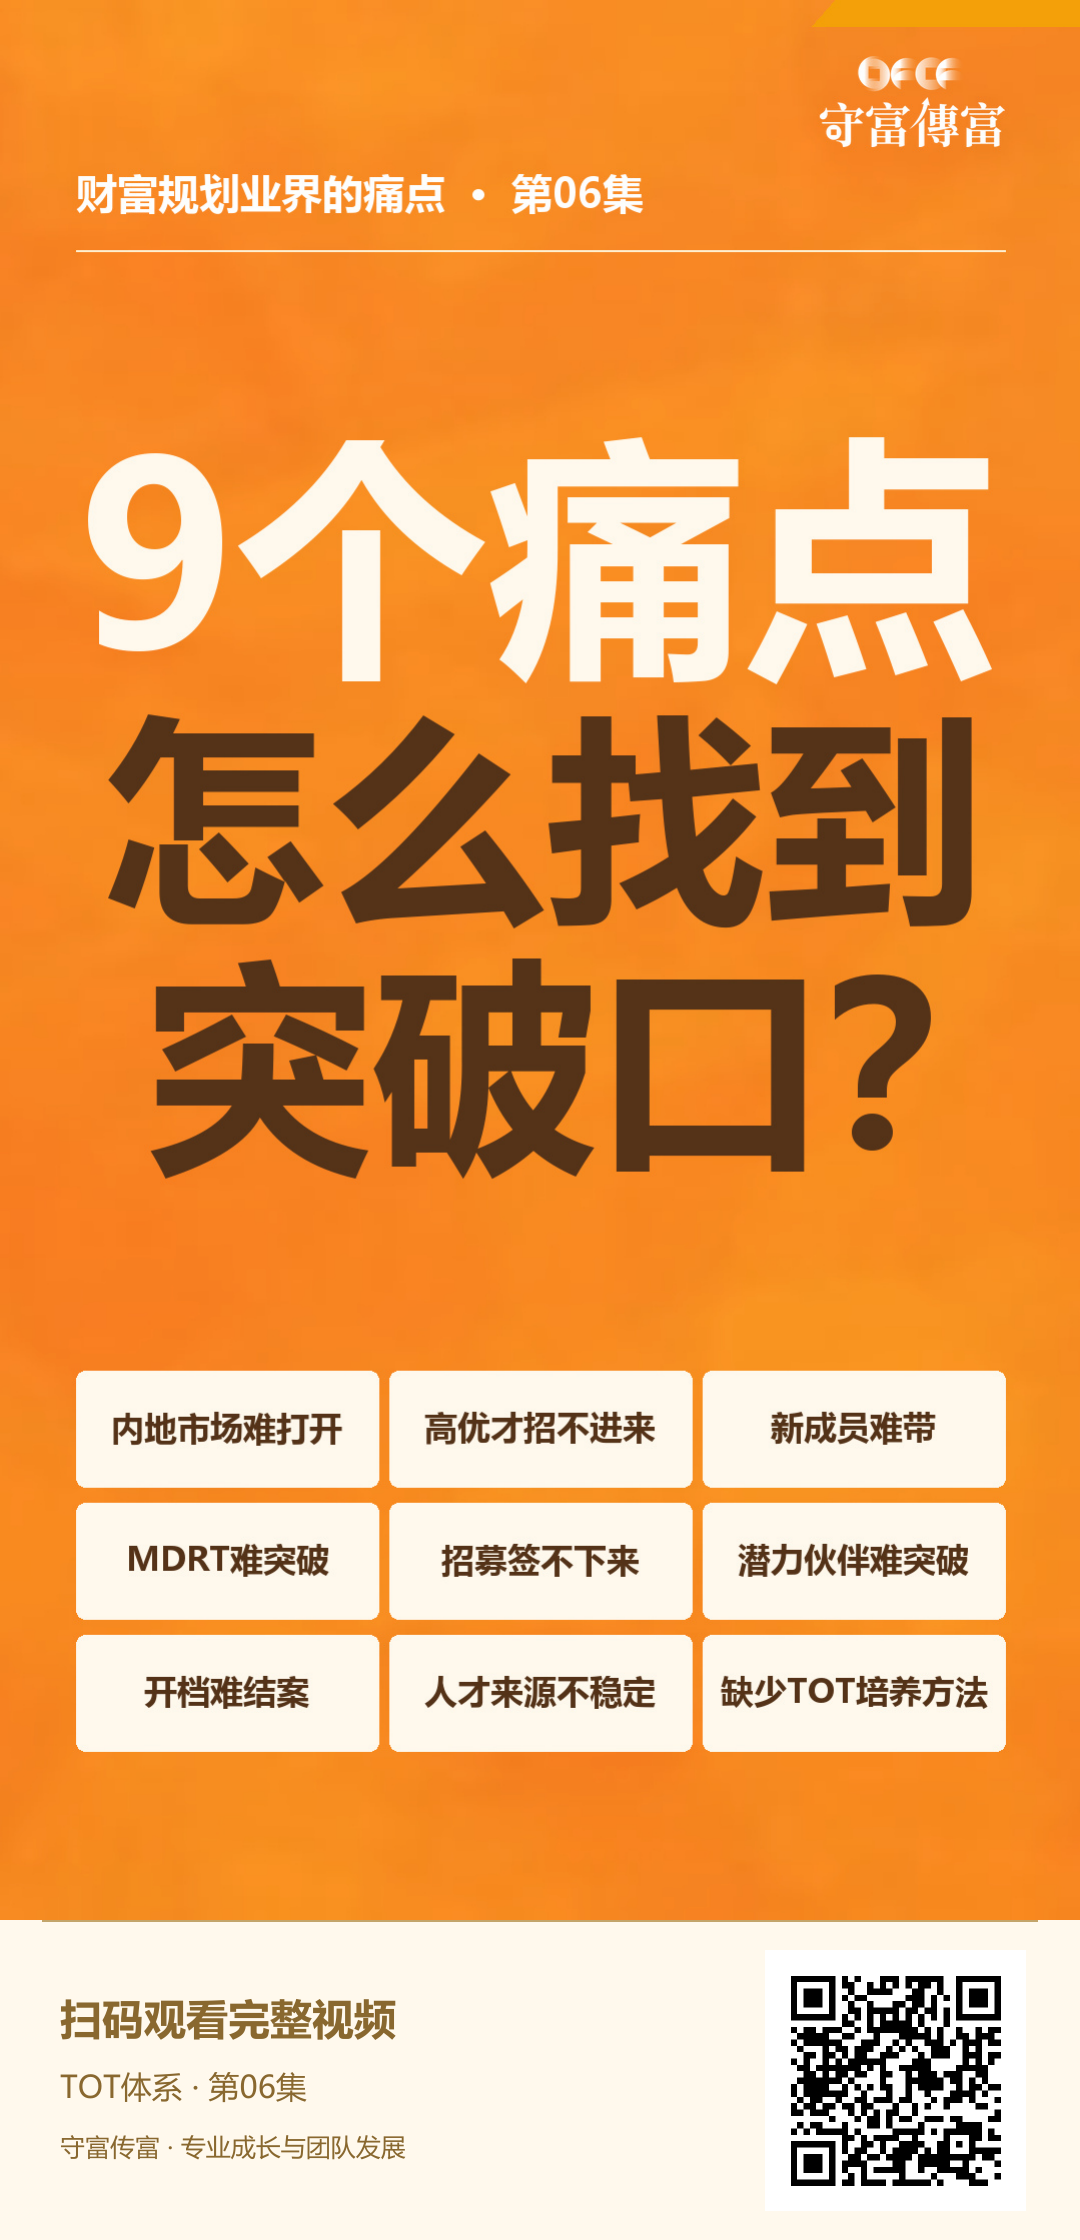 OFCF
守富傳富
财富规划业界的痛点 • 第06集
9个痛点
怎么找到
突破口?
内地市场难打开
高优才招不进来
新成员难带
MDRT难突破
招募签不下来
潜力伙伴难突破
开档难结案
人才来源不稳定
缺少TOT培养方法
扫码观看完整视频
TOT体系 · 第06集
守富传富 · 专业成长与团队发展